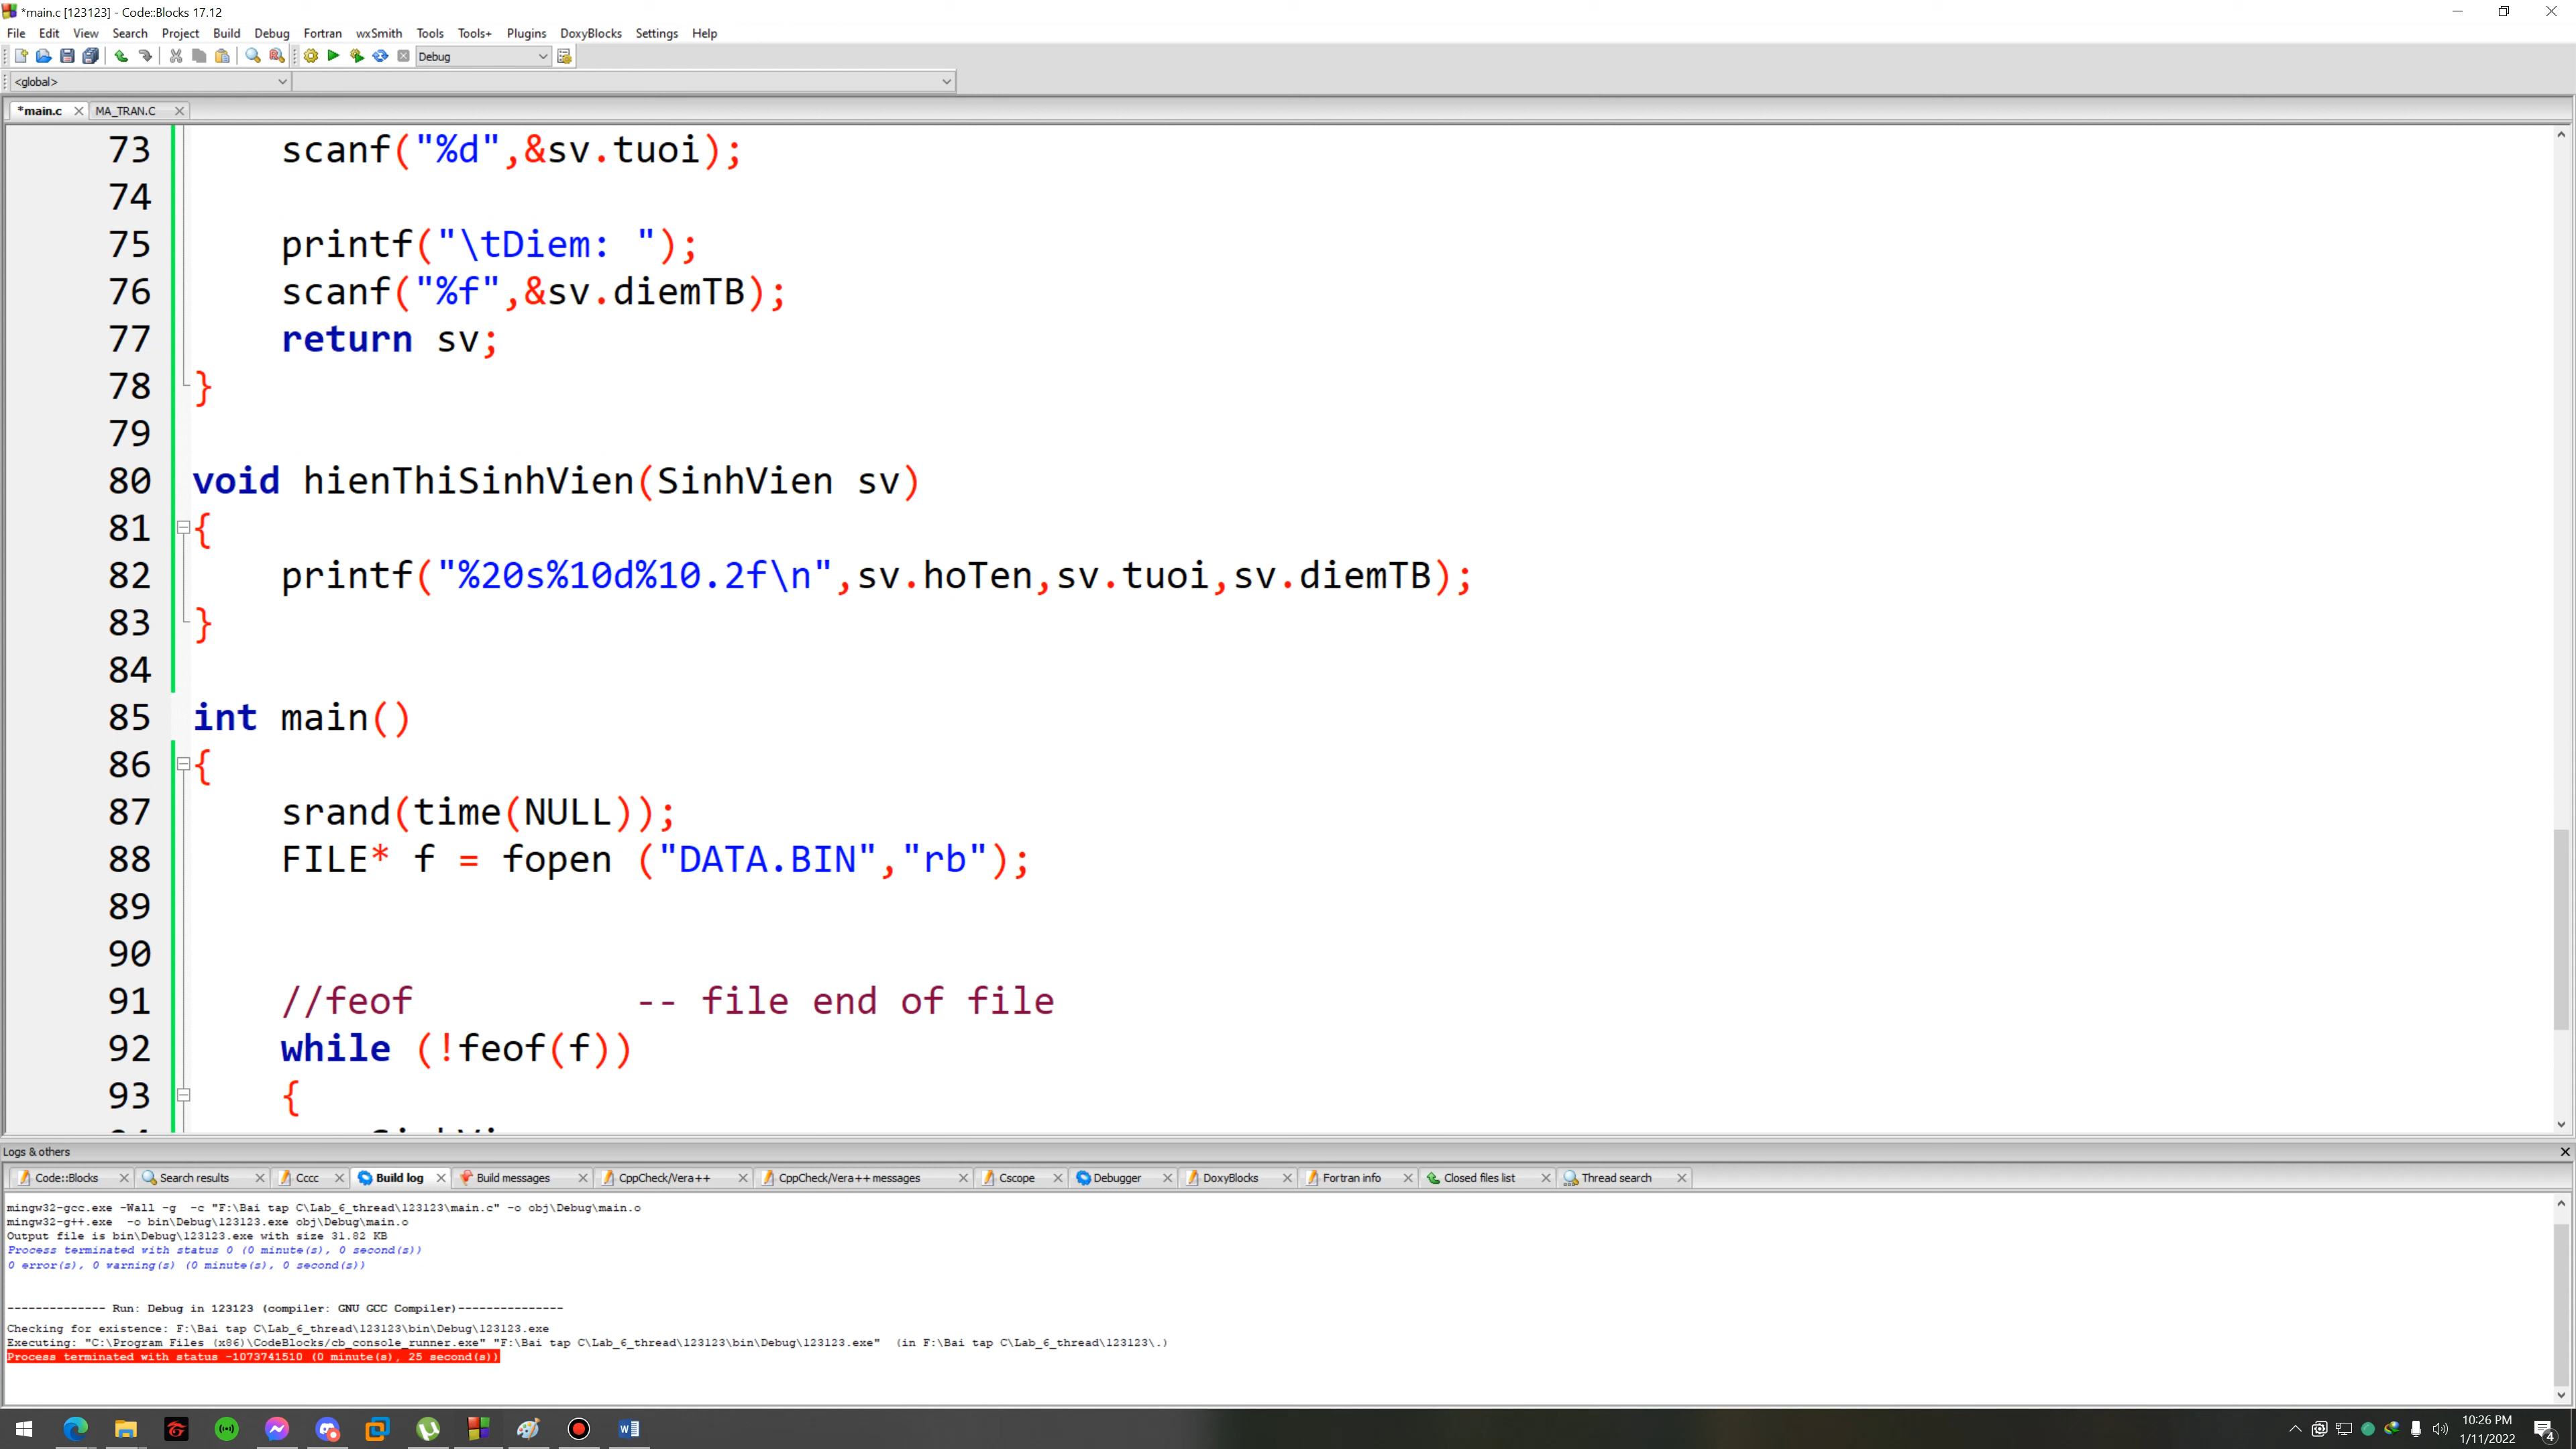 *main.c [123123] - Code::Blocks 17.12
File Edit View Search Project Build Debug Fortran wxSmith Tools Tools+ Plugins DoxyBlocks Settings Help
Debug
<global>
*main.c MA_TRAN.C
73 scanf("%d",&sv.tuoi);
74
75 printf("\tDiem: ");
76 scanf("%f",&sv.diemTB);
77 return sv;
78 }
79
80 void hienThiSinhVien(SinhVien sv)
81 {
82 printf("%20s%10d%10.2f\n",sv.hoTen,sv.tuoi,sv.diemTB);
83 }
84
85 int main()
86 {
87 srand(time(NULL));
88 FILE* f = fopen ("DATA.BIN","rb");
89
90
91 //feof -- file end of file
92 while (!feof(f))
93 {
Logs & others
Code::Blocks Search results Cccc Build log Build messages CppCheck/Vera++ CppCheck/Vera++ messages Cscope Debugger DoxyBlocks Fortran info Closed files list Thread search
mingw32-gcc.exe -Wall -g -c "F:\Bai tap C\Lab_6_thread\123123\main.c" -o obj\Debug\main.o
mingw32-g++.exe -o bin\Debug\123123.exe obj\Debug\main.o
Output file is bin\Debug\123123.exe with size 31.82 KB
Process terminated with status 0 (0 minute(s), 0 second(s))
0 error(s), 0 warning(s) (0 minute(s), 0 second(s))
-------------- Run: Debug in 123123 (compiler: GNU GCC Compiler)---------------
Checking for existence: F:\Bai tap C\Lab_6_thread\123123\bin\Debug\123123.exe
Executing: "C:\Program Files (x86)\CodeBlocks/cb_console_runner.exe" "F:\Bai tap C\Lab_6_thread\123123\bin\Debug\123123.exe" (in F:\Bai tap C\Lab_6_thread\123123\.)
Process terminated with status -1073741510 (0 minute(s), 25 second(s))
10:26 PM
1/11/2022
4